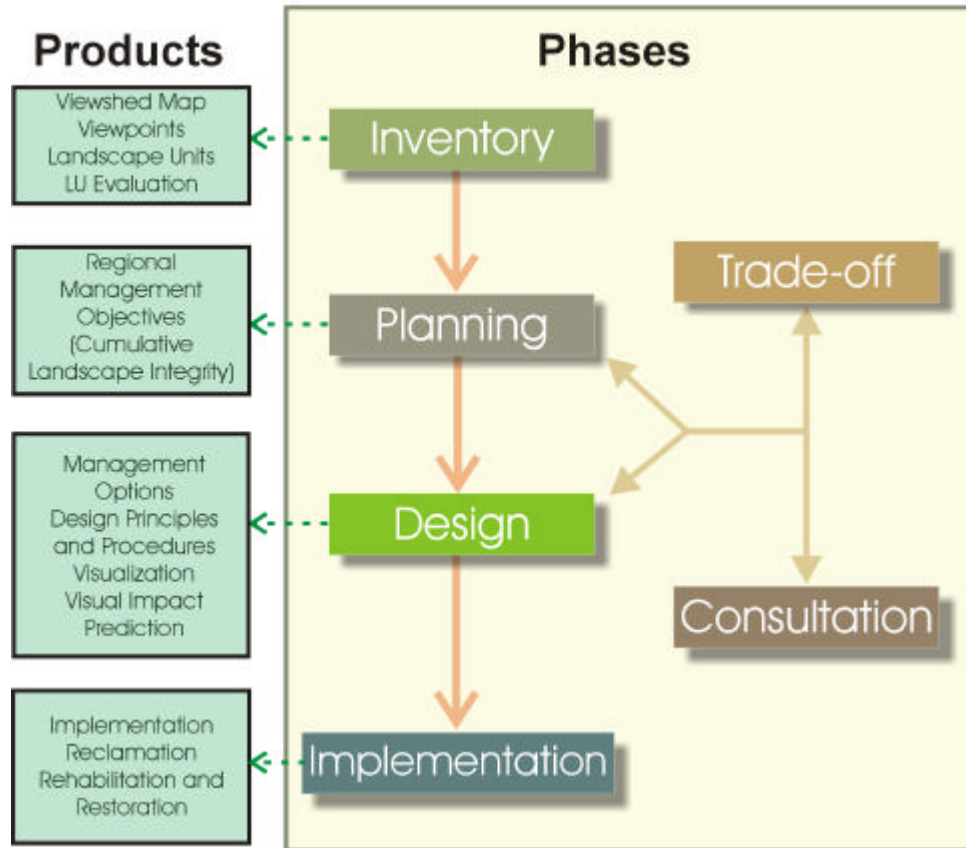 Products
Viewshed Map
Viewpoints
Landscape Units
LU Evaluation
Regional
Management
Objectives
(Cumulative
Landscape Integrity)
Management
Options
Design Principles
and Procedures
Visualization
Visual Impact
Prediction
Implementation
Reclamation
Rehabilitation and
Restoration
Phases
Inventory
Planning
Design
Implementation
Trade-off
Consultation